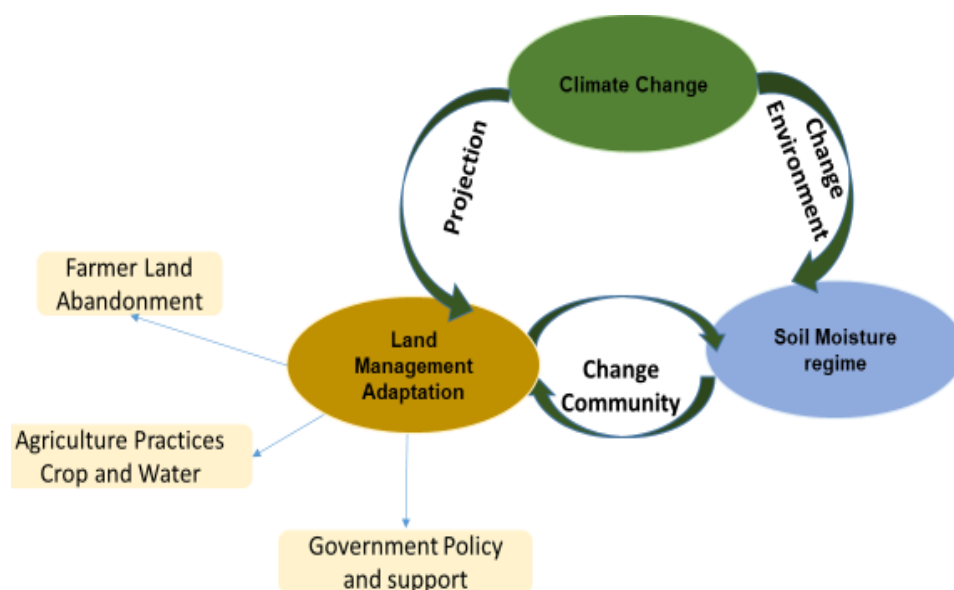 Climate Change
Projection
Change
Environment
Farmer Land
Abandonment
Land
Management
Adaptation
Change
Community
Soil Moisture
regime
Agriculture Practices
Crop and Water
Government Policy
and support